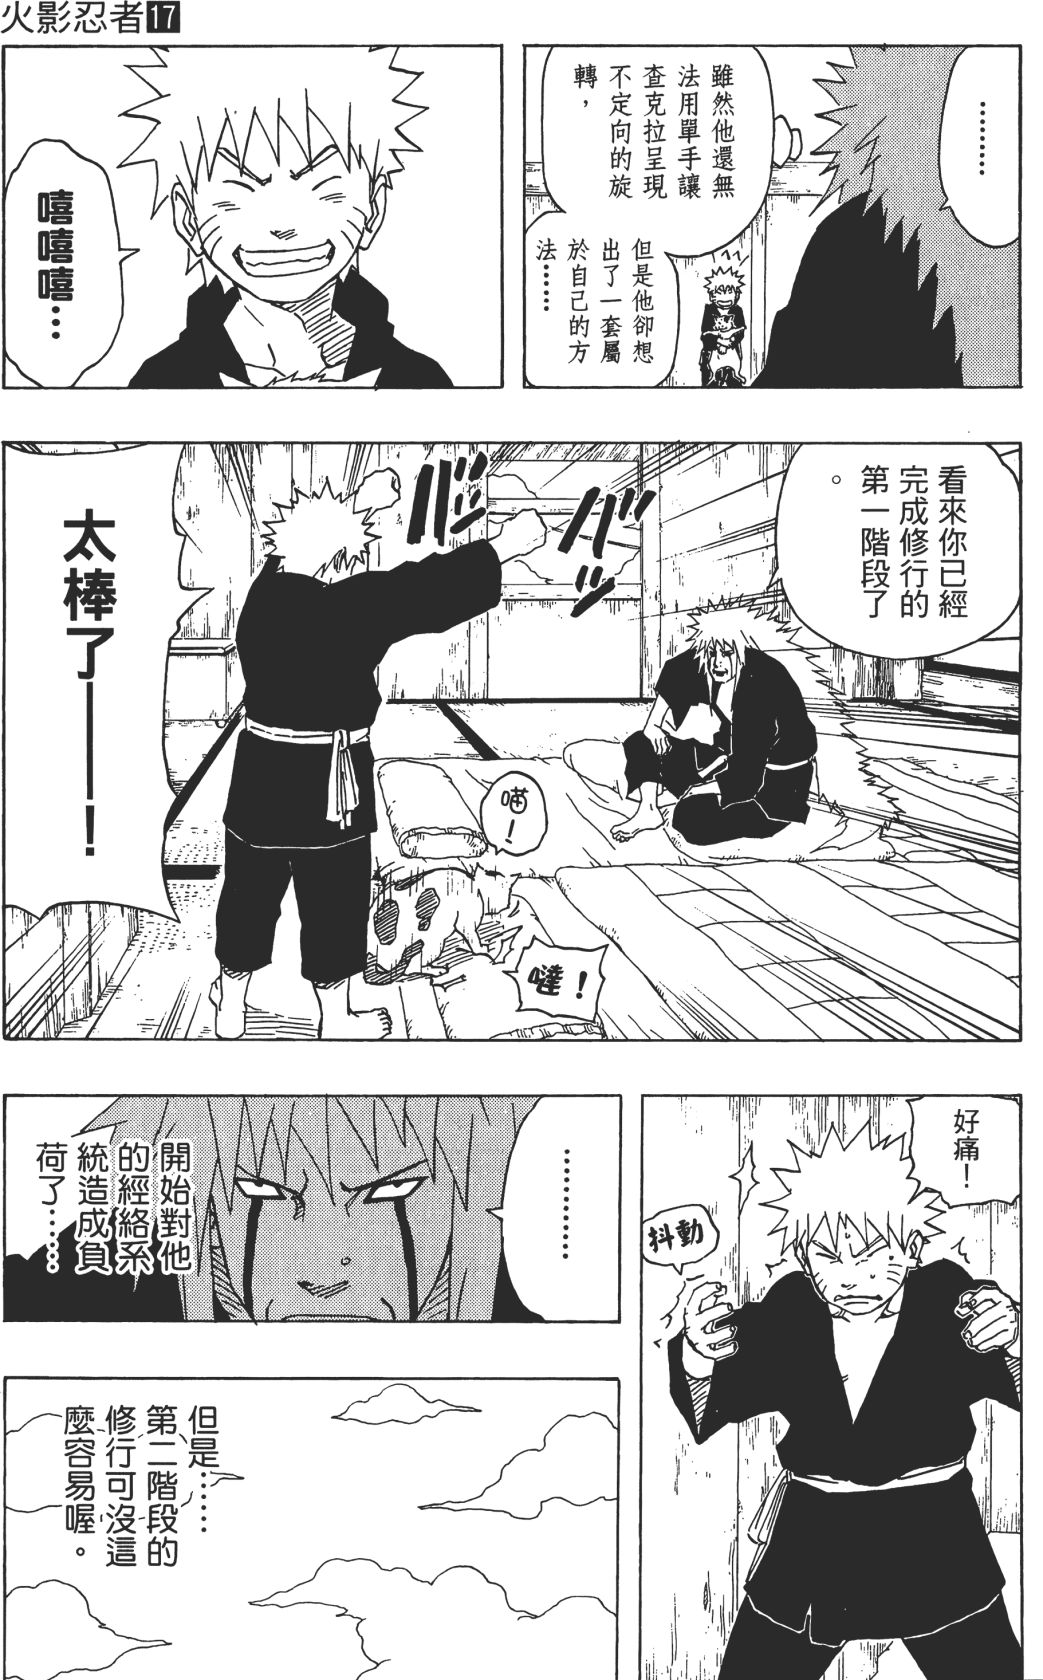 火影忍者17
………
雖然他還無
法用單手讓
查克拉呈現
不定向的旋
轉，
但是他卻想
出了一套屬
於自己的方
法……
嘻嘻嘻…
看來你已經
完成修行的
第一階段了
。
太棒了——！
喵！
噠！
好痛！
抖動
………
開始對他
的經絡系
統造成負
荷了……
但是……
第二階段的
修行可沒這
麼容易喔。